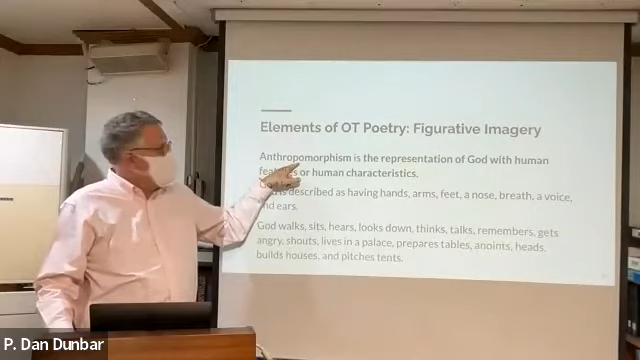 Elements of OT Poetry: Figurative Imagery
Anthropomorphism is the representation of God with human
or human characteristics.
is described as having hands, arms, feet, a nose, breath, a voice,
and ears.
God walks, sits, hears, looks down, thinks, talks, remembers, gets
angry, shouts, lives in a palace, prepares tables, anoints, heads,
builds houses, and pitches tents.
P. Dan Dunbar